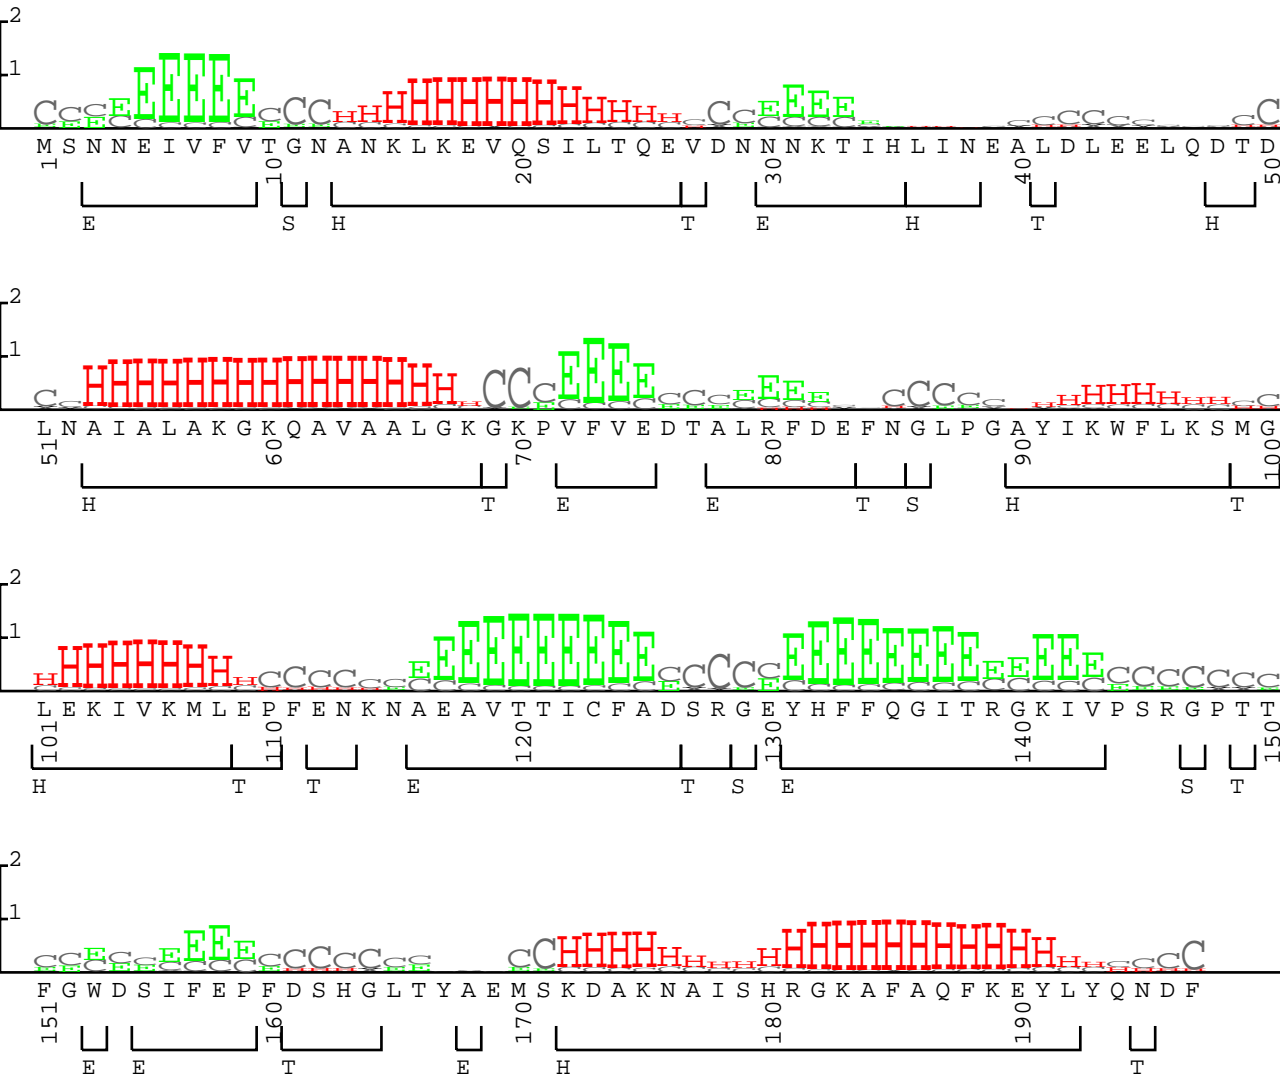 2
1
C C C E E E E E E C C C H H H H H H H H H H H H H H C C C E E E E E C C C C C C C C
M S N N E I V F V T G N A N K L K E V Q S I L T Q E V D N N N K T I H L I N E A L D L E E L Q D T D
1 10 20 30 40 50
E S H T E H T H
2
1
C C H H H H H H H H H H H H H H H H C C C E E E E C C C E E E E C C C C C H H H H H H H H C C
L N A I A L A K G K Q A V A A L G K G K P V F V E D T A L R F D E F N G L P G A Y I K W F L K S M G
51 60 70 80 90 100
H T E E T S H T
2
1
H H H H H H H H H C C C C C C E E E E E E E E E E C C C C C E E E E E E E E E E E E E C C C C C C C
L E K I V K M L E P F E N K N A E A V T T I C F A D S R G E Y H F F Q G I T R G K I V P S R G P T T
101 110 120 130 140 150
H T T E T S E S T
2
1
C C E C C E E E E C C C C C C C C C H H H H H H H H H H H H H H H H H H H H H H C C C C
F G W D S I F E P F D S H G L T Y A E M S K D A K N A I S H R G K A F A Q F K E Y L Y Q N D F
151 160 170 180 190
E E T E H T